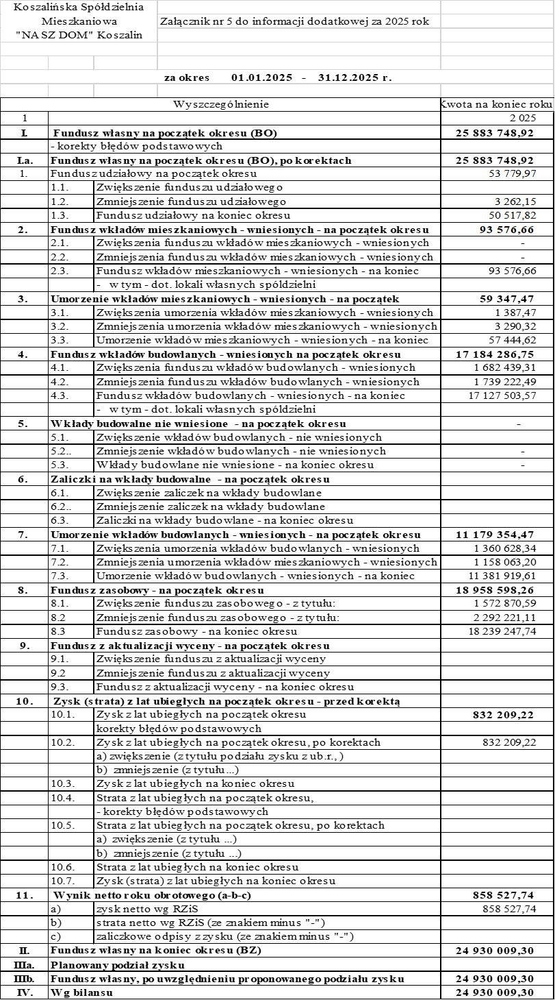 Koszalińska Spółdzielnia
Mieszkaniowa
"NASZ DOM" Koszalin
Załącznik nr 5 do informacji dodatkowej za 2025 rok
za okres 01.01.2025 - 31.12.2025 r.
Wyszczególnienie Kwota na koniec roku
1 2 025
I. Fundusz własny na początek okresu (BO) 25 883 748,92
- korekty błędów podstawowych
I.a. Fundusz własny na początek okresu (BO), po korektach 25 883 748,92
1. Fundusz udziałowy na początek okresu 53 779,97
1.1. Zwiększenie funduszu udziałowego
1.2. Zmniejszenie funduszu udziałowego 3 262,15
1.3. Fundusz udziałowy na koniec okresu 50 517,82
2. Fundusz wkładów mieszkaniowych - wniesionych - na początek okresu 93 576,66
2.1. Zwiększenia funduszu wkładów mieszkaniowych - wniesionych -
2.2. Zmniejszenia funduszu wkładów mieszkaniowych - wniesionych -
2.3. Fundusz wkładów mieszkaniowych - wniesionych - na koniec 93 576,66
- w tym - dot. lokali własnych spóldzielni
3. Umorzenie wkładów mieszkaniowych - wniesionych - na początek 59 347,47
3.1. Zwiększenia umorzenia wkładów mieszkaniowych - wniesionych 1 387,47
3.2. Zmniejszenia umorzenia wkładów mieszkaniowych - wniesionych 3 290,32
3.3. Umorzenie wkładów mieszkaniowych - wniesionych - na koniec 57 444,62
4. Fundusz wkładów budowlanych - wniesionych na początek okresu 17 184 286,75
4.1. Zwiększenia funduszu wkładów budowlanych - wniesionych 1 682 439,31
4.2. Zmniejszenia funduszu wkładów budowlanych - wniesionych 1 739 222,49
4.3. Fundusz wkładów budowlanych - wniesionych - na koniec 17 127 503,57
- w tym - dot. lokali własnych spóldzielni
5. Wkłady budowalne nie wniesione - na początek okresu -
5.1. Zwiększenie wkładów budowlanych - nie wniesionych
5.2.. Zmniejszenie wkładów budowlanych - nie wniesionych -
5.3. Wkłady budowlane nie wniesione - na koniec okresu -
6. Zaliczki na wkłady budowalne - na początek okresu
6.1. Zwiększenie zaliczek na wkłady budowlane
6.2.. Zmniejszenie zaliczek na wkłady budowlane
6.3. Zaliczki na wkłady budowlane - na koniec okresu
7. Umorzenie wkładów budowlanych - wniesionych - na początek okresu 11 179 354,47
7.1. Zwiększenia umorzenia wkładów budowlanych - wniesionych 1 360 628,34
7.2. Zmniejszenia umorzenia wkładów mieszkaniowych - wniesionych 1 158 063,20
7.3. Umorzenie wkładów budowlanych - wniesionych - na koniec 11 381 919,61
8. Fundusz zasobowy - na początek okresu 18 958 598,26
8.1. Zwiększenie funduszu zasobowego - z tytułu: 1 572 870,59
8.2 Zmniejszenie funduszu zasobowego - z tytułu: 2 292 221,11
8.3 Fundusz zasobowy - na koniec okresu 18 239 247,74
9. Fundusz z aktualizacji wyceny - na początek okresu
9.1. Zwiększenie funduszu z aktualizacji wyceny
9.2 Zmniejszenie funduszu z aktualizacji wyceny
9.3. Fundusz z aktualizacji wyceny - na koniec okresu
10. Zysk (strata) z lat ubiegłych na początek okresu - przed korektą
10.1. Zysk z lat ubiegłych na początek okresu 832 209,22
korekty błędów podstawowych
10.2. Zysk z lat ubiegłych na początek okresu, po korektach 832 209,22
a) zwiększenie (z tytułu podziału zysku z ub.r., )
b) zmniejszenie (z tytułu...)
10.3. Zysk z lat ubiegłych na koniec okresu
10.4. Strata z lat ubiegłych na początek okresu,
- korekty błędów podstawowych
10.5. Strata z lat ubiegłych na początek okresu, po korektach
a) zwiększenie (z tytułu ...)
b) zmniejszenie (z tytułu ...)
10.6. Strata z lat ubiegłych na koniec okresu
10.7. Zysk (strata) z lat ubiegłych na koniec okresu
11. Wynik netto roku obrotowego (a-b-c) 858 527,74
a) zysk netto wg RZiS 858 527,74
b) strata netto wg RZiS (ze znakiem minus "-")
c) zaliczkowe odpisy z zysku (ze znakiem minus "-")
II. Fundusz własny na koniec okresu (BZ) 24 930 009,30
IIIa. Planowany podział zysku
IIIb. Fundusz własny, po uwzględnieniu proponowanego podziału zysku 24 930 009,30
IV. Wg bilansu 24 930 009,30